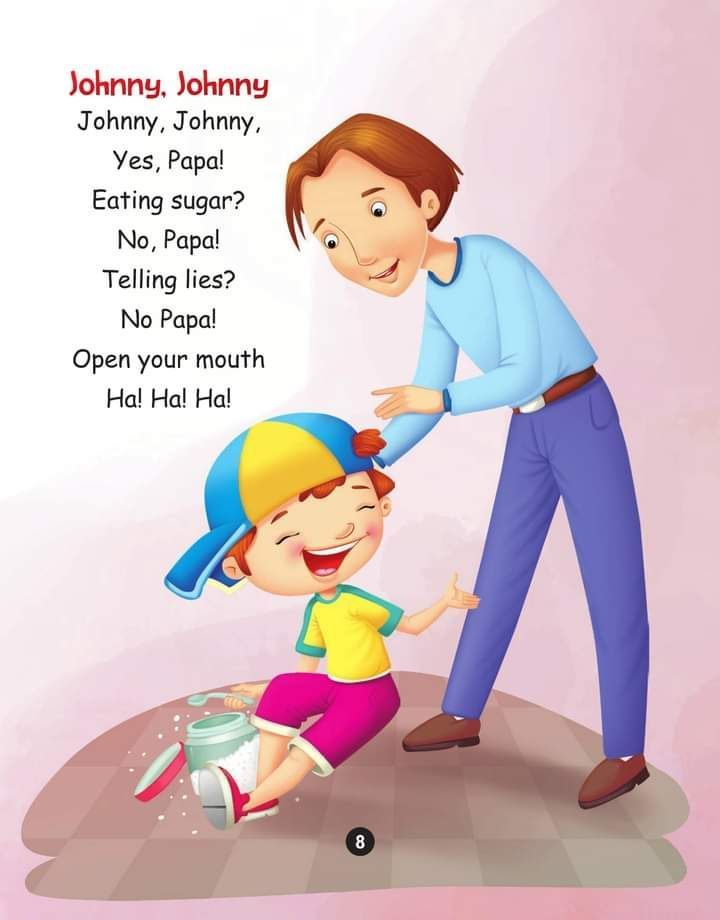 Johnny, Johnny
Johnny, Johnny,
Yes, Papa!
Eating sugar?
No, Papa!
Telling lies?
No Papa!
Open your mouth
Ha! Ha! Ha!
8